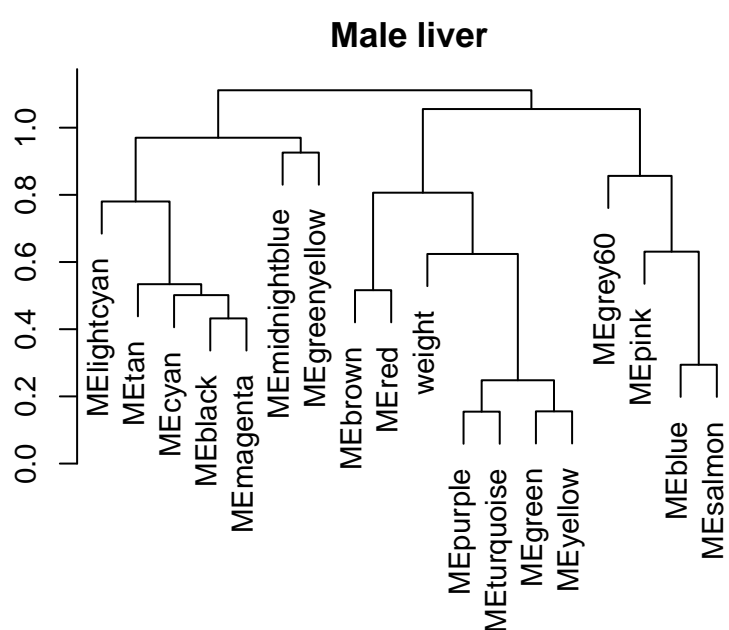 Male liver
1.0
0.8
0.6
0.4
0.2
0.0
MElightcyan
MEtan
MEcyan
MEblack
MEmagenta
MEmidnightblue
MEgreenyellow
MEbrown
MEred
weight
MEpurple
MEturquoise
MEgreen
MEyellow
MEgrey60
MEpink
MEblue
MEsalmon